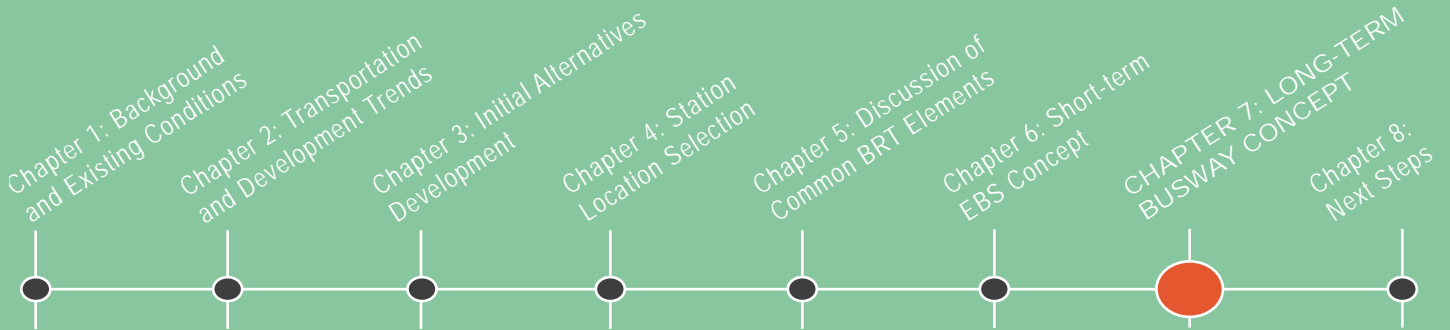 Chapter 1: Background
and Existing Conditions
Chapter 2: Transportation
and Development Trends
Chapter 3: Initial Alternatives
Development
Chapter 4: Station
Location Selection
Chapter 5: Discussion of
Common BRT Elements
Chapter 6: Short-term
EBS Concept
CHAPTER 7: LONG-TERM
BUSWAY CONCEPT
Chapter 8:
Next Steps